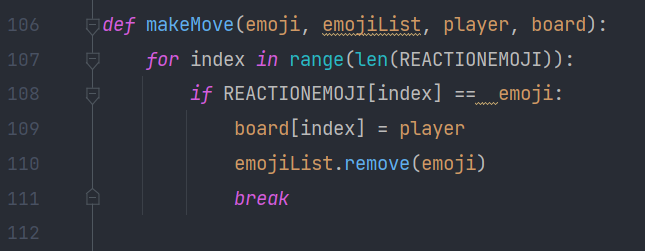 106 def makeMove(emoji, emojiList, player, board):
107     for index in range(len(REACTIONEMOJI)):
108         if REACTIONEMOJI[index] ==  emoji:
109             board[index] = player
110             emojiList.remove(emoji)
111             break
112